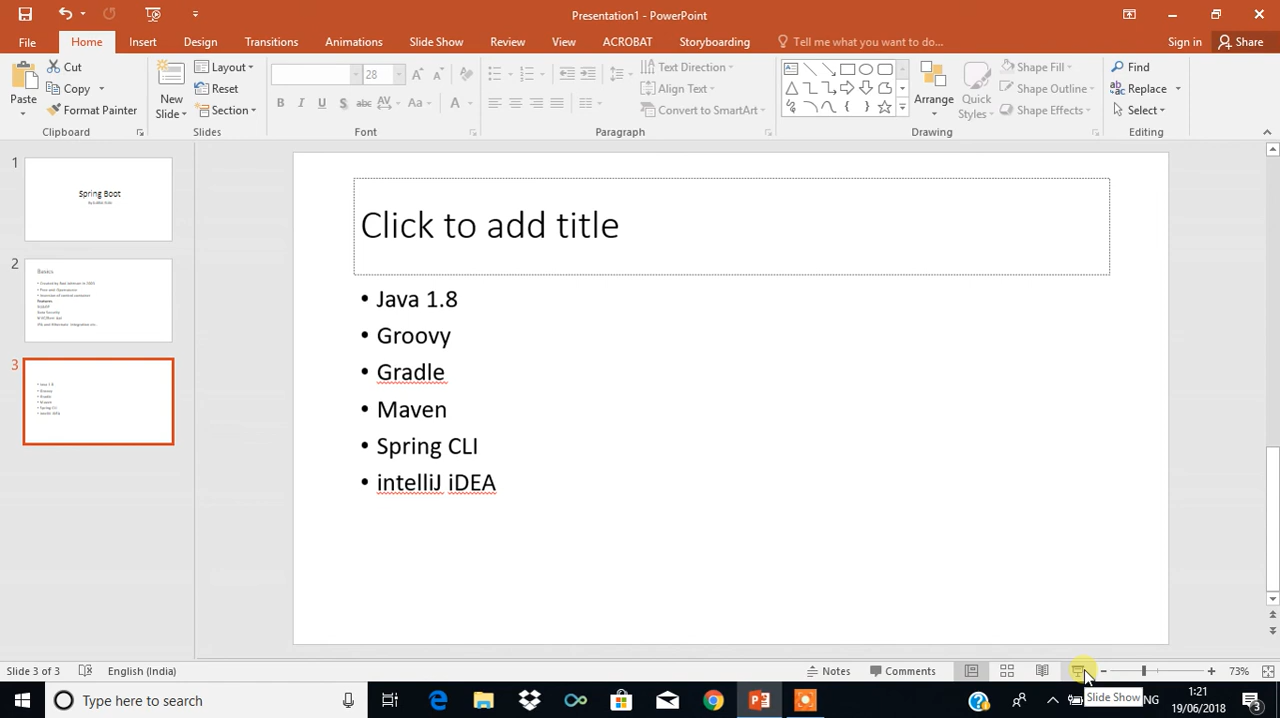 Presentation1 - PowerPoint
File Home Insert Design Transitions Animations Slide Show Review View ACROBAT Storyboarding Tell me what you want to do... Sign in Share
Paste
Cut
Copy
Format Painter
Clipboard
New Slide
Layout
Reset
Section
Slides
28
Font
Paragraph
Text Direction
Align Text
Convert to SmartArt
Arrange
Quick Styles
Shape Fill
Shape Outline
Shape Effects
Drawing
Find
Replace
Select
Editing
1
Spring Boot
2
Basics
3
Click to add title
• Java 1.8
• Groovy
• Gradle
• Maven
• Spring CLI
• intelliJ iDEA
Slide 3 of 3 English (India) Notes Comments 73%
Slide Show
Type here to search
NG
1:21
19/06/2018
3